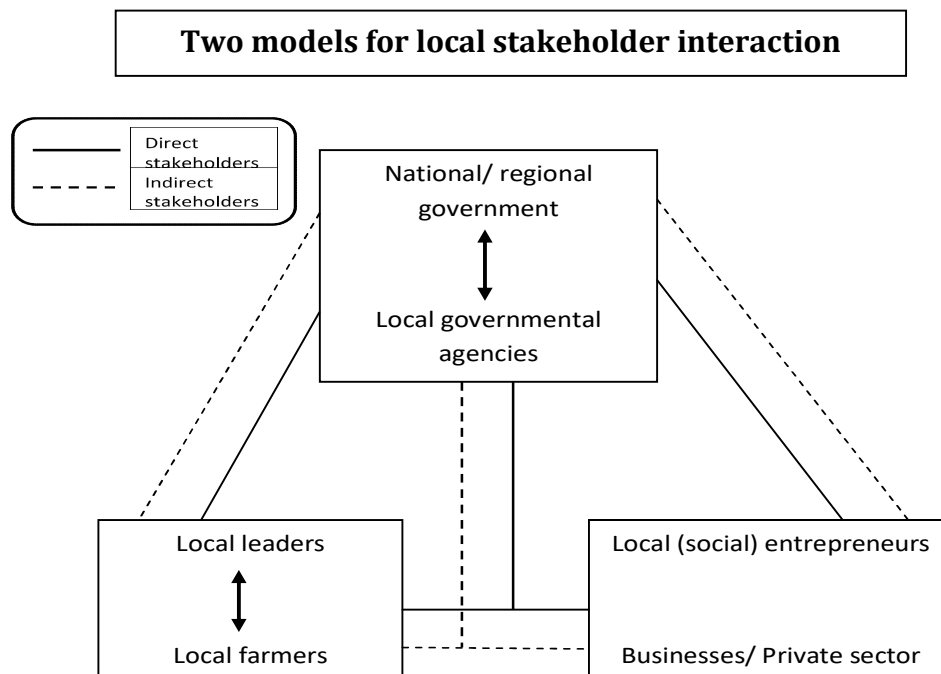 Two models for local stakeholder interaction
Direct
stakeholders
Indirect
stakeholders
National/ regional
government
Local governmental
agencies
Local leaders
Local farmers
Local (social) entrepreneurs
Businesses/ Private sector